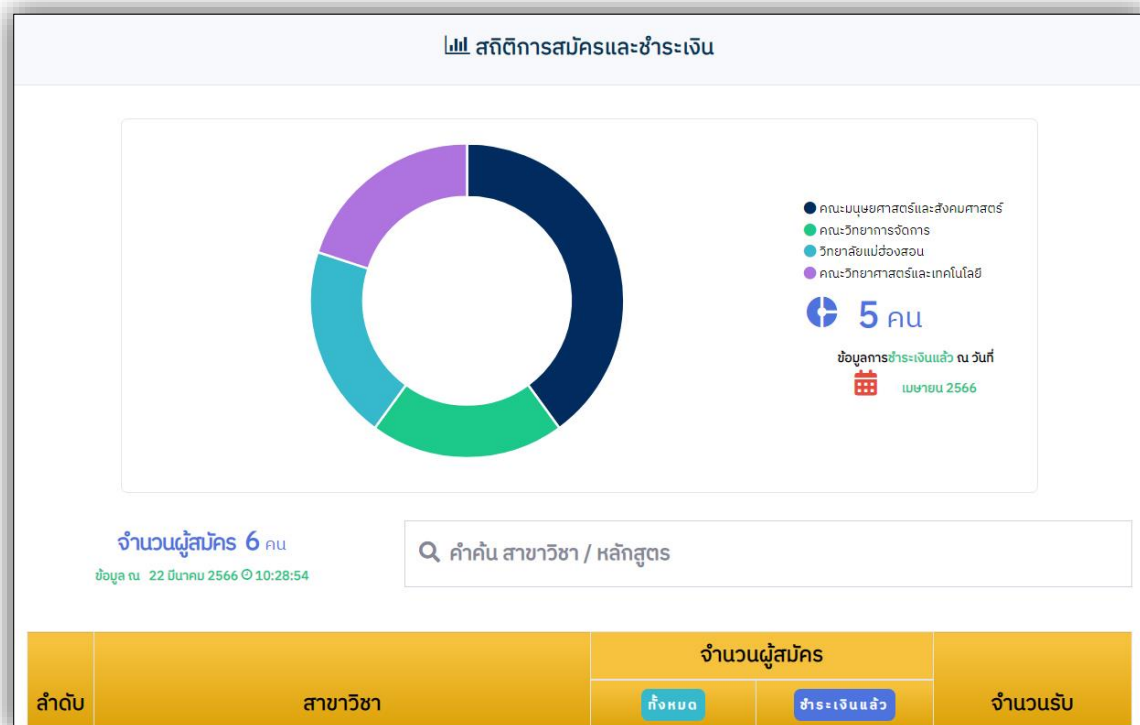 สถิติการสมัครและชำระเงิน
คณะมนุษยศาสตร์และสังคมศาสตร์
คณะวิทยาการจัดการ
วิทยาลัยแม่ฮ่องสอน
คณะวิทยาศาสตร์และเทคโนโลยี
5 คน
ข้อมูลการชำระเงินแล้ว ณ วันที่
เมษายน 2566
จำนวนผู้สมัคร 6 คน
ข้อมูล ณ 22 มีนาคม 2566 10:28:54
คำค้น สาขาวิชา / หลักสูตร
ลำดับ
สาขาวิชา
จำนวนผู้สมัคร
ทั้งหมด
ชำระเงินแล้ว
จำนวนรับ